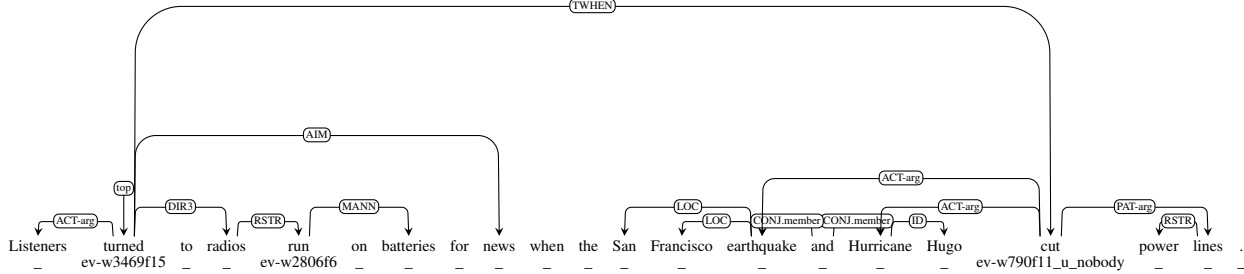 TWHEN
AIM
ACT-arg
top
DIR3 LOC
ACT-arg RSTR MANN LOC CONJ.member CONJ.member ACT-arg ID PAT-arg RSTR
Listeners turned to radios run on batteries for news when the San Francisco earthquake and Hurricane Hugo cut power lines .
_ ev-w3469f15 _ _ ev-w2806f6 _ _ _ _ _ _ _ _ _ _ _ _ ev-w790f11_u_nobody _ _ _